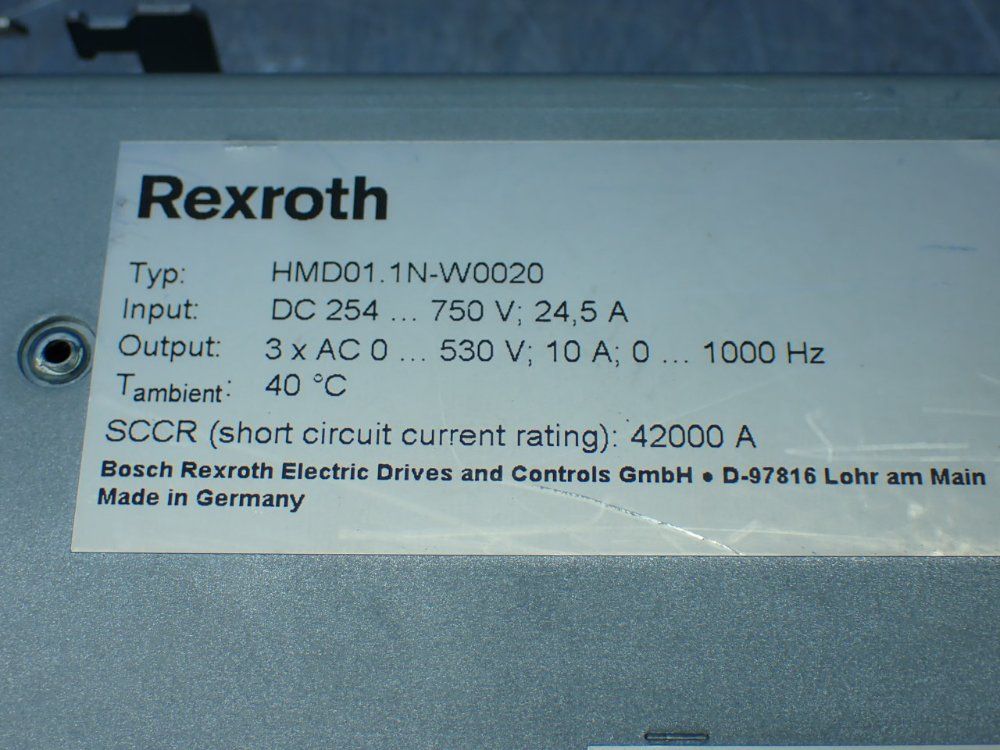 Rexroth
Typ: HMD01.1N-W0020
Input: DC 254 ... 750 V; 24,5 A
Output: 3 x AC 0 ... 530 V; 10 A; 0 ... 1000 Hz
Tambient: 40 °C
SCCR (short circuit current rating): 42000 A
Bosch Rexroth Electric Drives and Controls GmbH • D-97816 Lohr am Main
Made in Germany